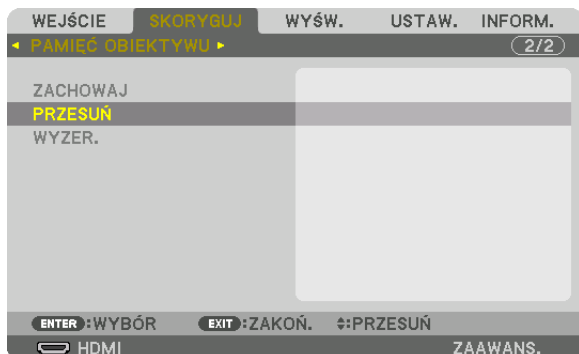 WEJŚCIE SKORYGUJ WYŚW. USTAW. INFORM.
PAMIĘĆ OBIEKTYWU 2/2
ZACHOWAJ
PRZESUŃ
WYZER.
ENTER :WYBÓR EXIT :ZAKOŃ. :PRZESUŃ
HDMI ZAAWANS.